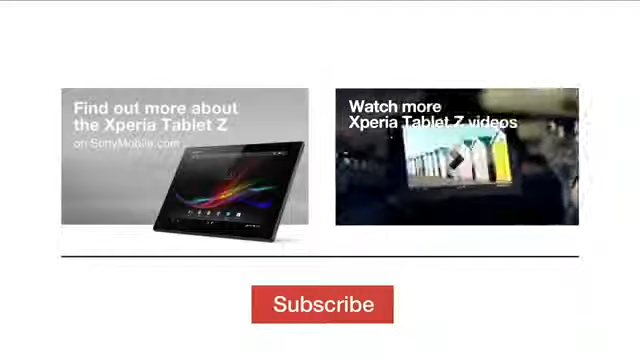 Find out more about
the Xperia Tablet Z
on SonyMobile.com
Watch more
Xperia Tablet Z videos
Subscribe